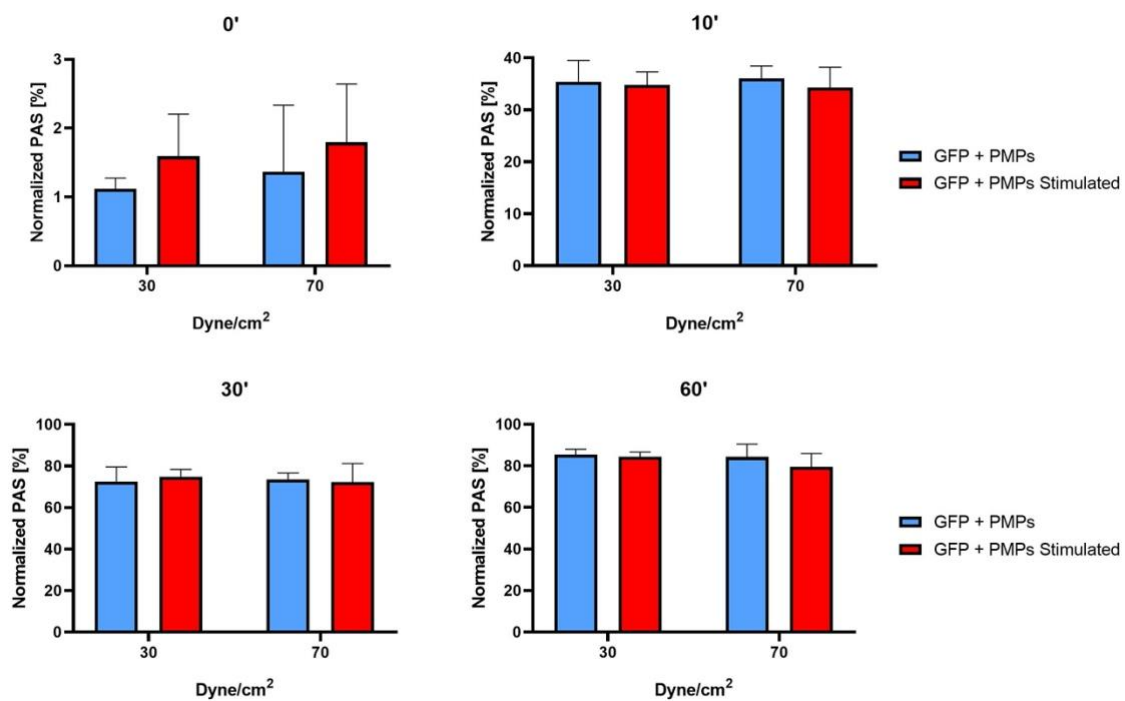 0'
Normalized PAS [%]
3
2
1
0
30 70
Dyne/cm²
10'
Normalized PAS [%]
40
30
20
10
0
30 70
Dyne/cm²
GFP + PMPs
GFP + PMPs Stimulated
30'
Normalized PAS [%]
100
80
60
40
20
0
30 70
Dyne/cm²
60'
Normalized PAS [%]
100
80
60
40
20
0
30 70
Dyne/cm²
GFP + PMPs
GFP + PMPs Stimulated